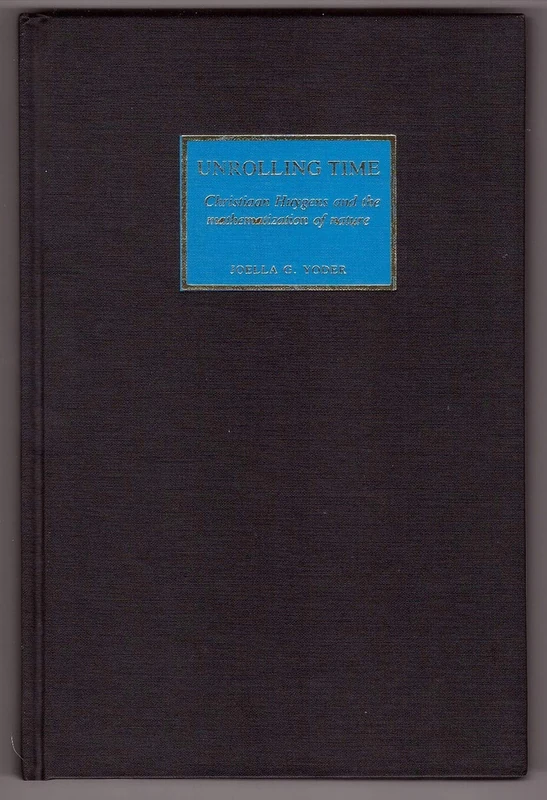 UNROLLING TIME
Christiaan Huygens and the
mathematization of nature
JOELLA G. YODER